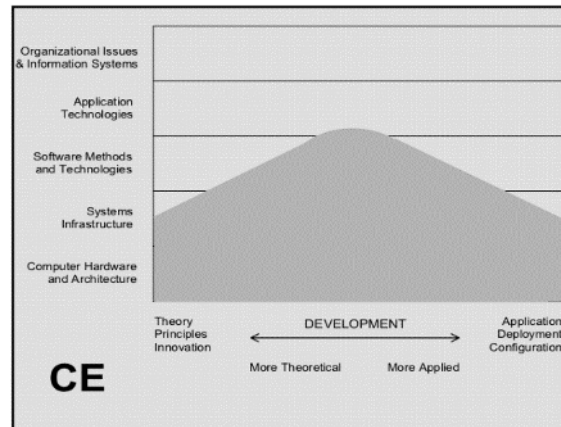 Organizational Issues
& Information Systems
Application
Technologies
Software Methods
and Technologies
Systems
Infrastructure
Computer Hardware
and Architecture
Theory
Principles
Innovation
DEVELOPMENT
Application
Deployment
Configuration
More Theoretical
More Applied
CE